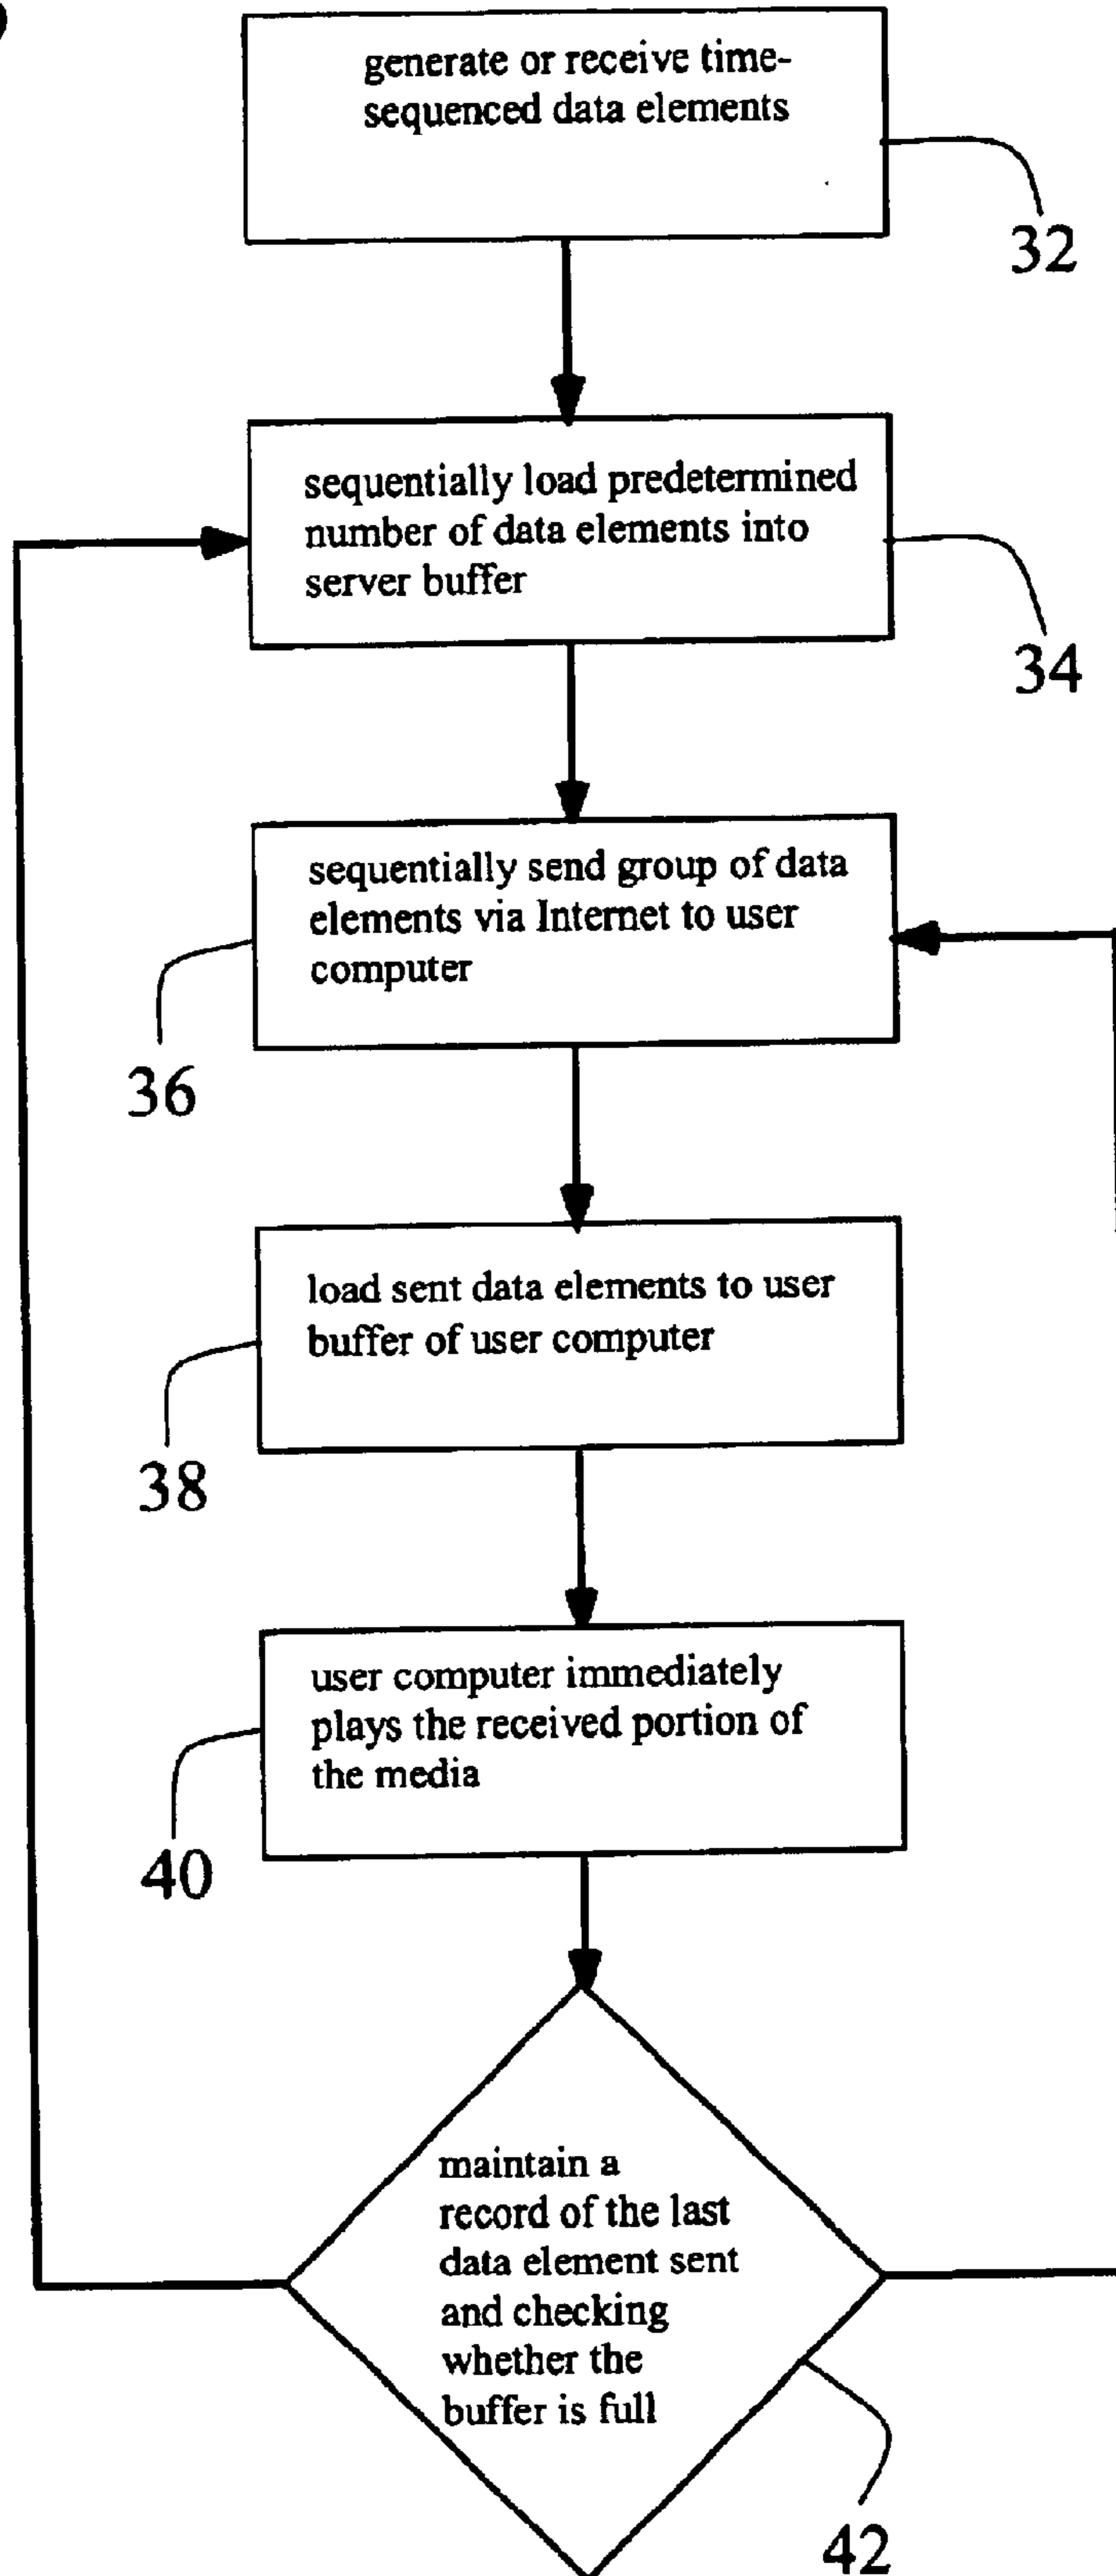 generate or receive time-
sequenced data elements
32
sequentially load predetermined
number of data elements into
server buffer
34
sequentially send group of data
elements via Internet to user
computer
36
load sent data elements to user
buffer of user computer
38
user computer immediately
plays the received portion of
the media
40
maintain a
record of the last
data element sent
and checking
whether the
buffer is full
42